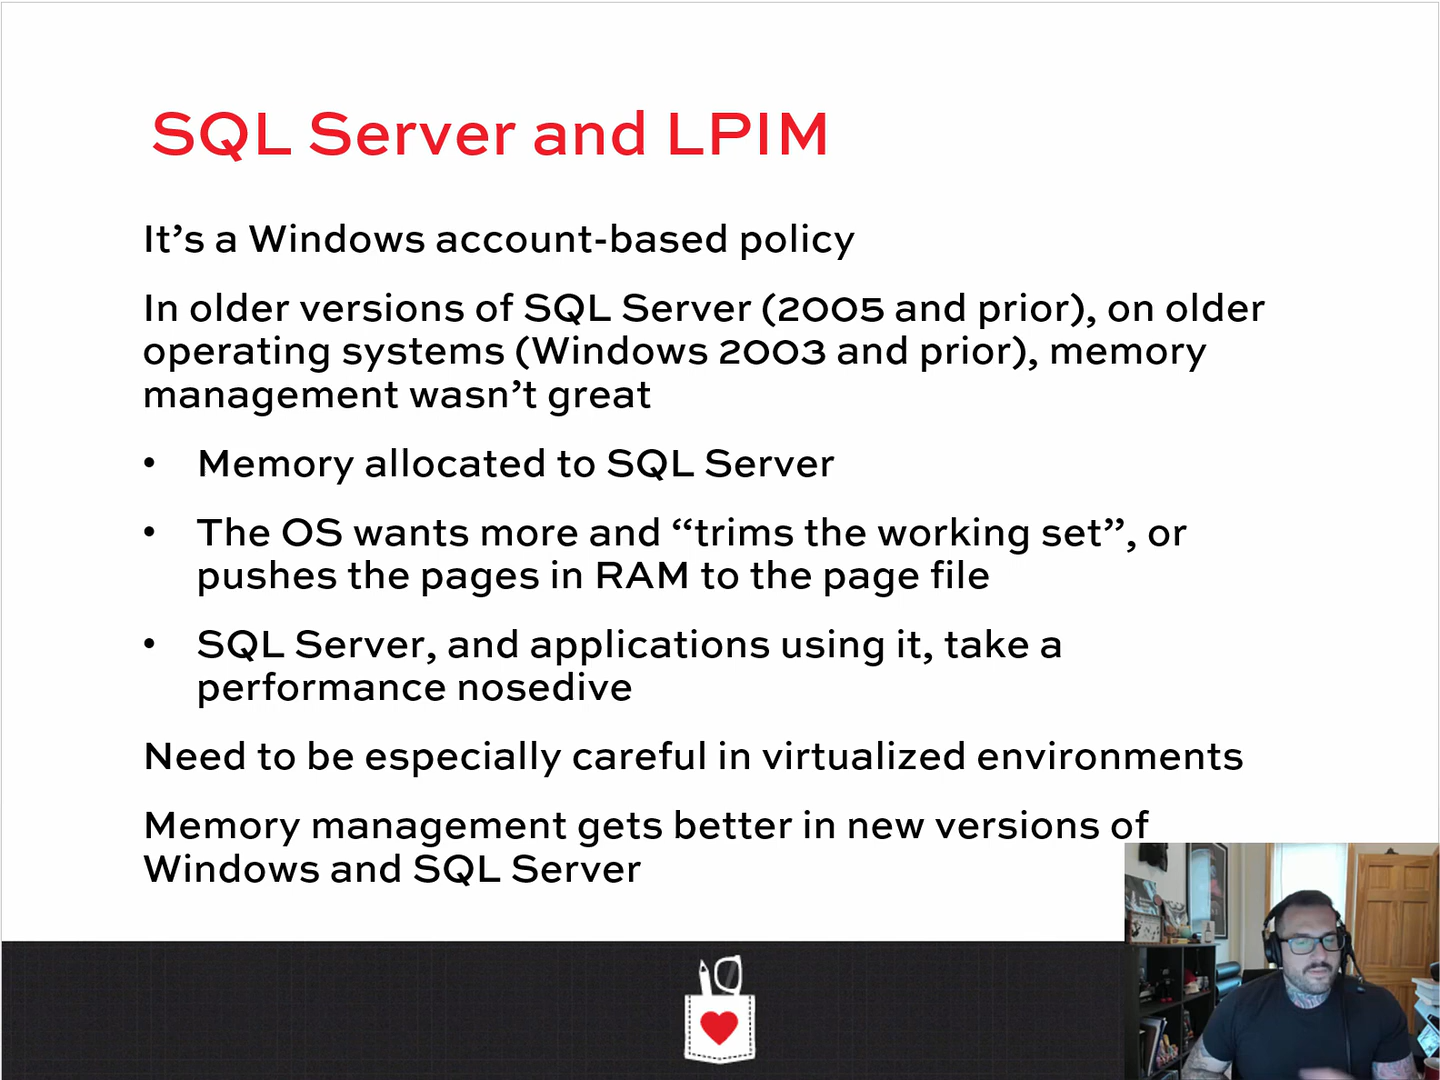 SQL Server and LPIM
It’s a Windows account-based policy
In older versions of SQL Server (2005 and prior), on older
operating systems (Windows 2003 and prior), memory
management wasn’t great
• Memory allocated to SQL Server
• The OS wants more and “trims the working set”, or
pushes the pages in RAM to the page file
• SQL Server, and applications using it, take a
performance nosedive
Need to be especially careful in virtualized environments
Memory management gets better in new versions of
Windows and SQL Server